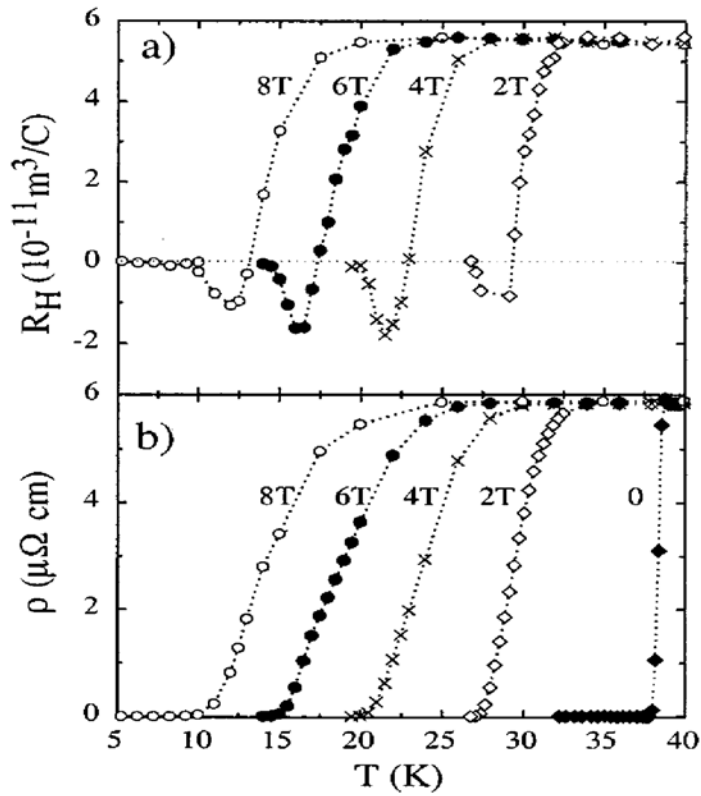 6
a)
8T 6T 4T 2T
4
2
0
-2
R_H (10^-11 m^3/C)
6
b)
8T 6T 4T 2T 0
4
2
0
ρ (μΩ cm)
5 10 15 20 25 30 35 40
T (K)